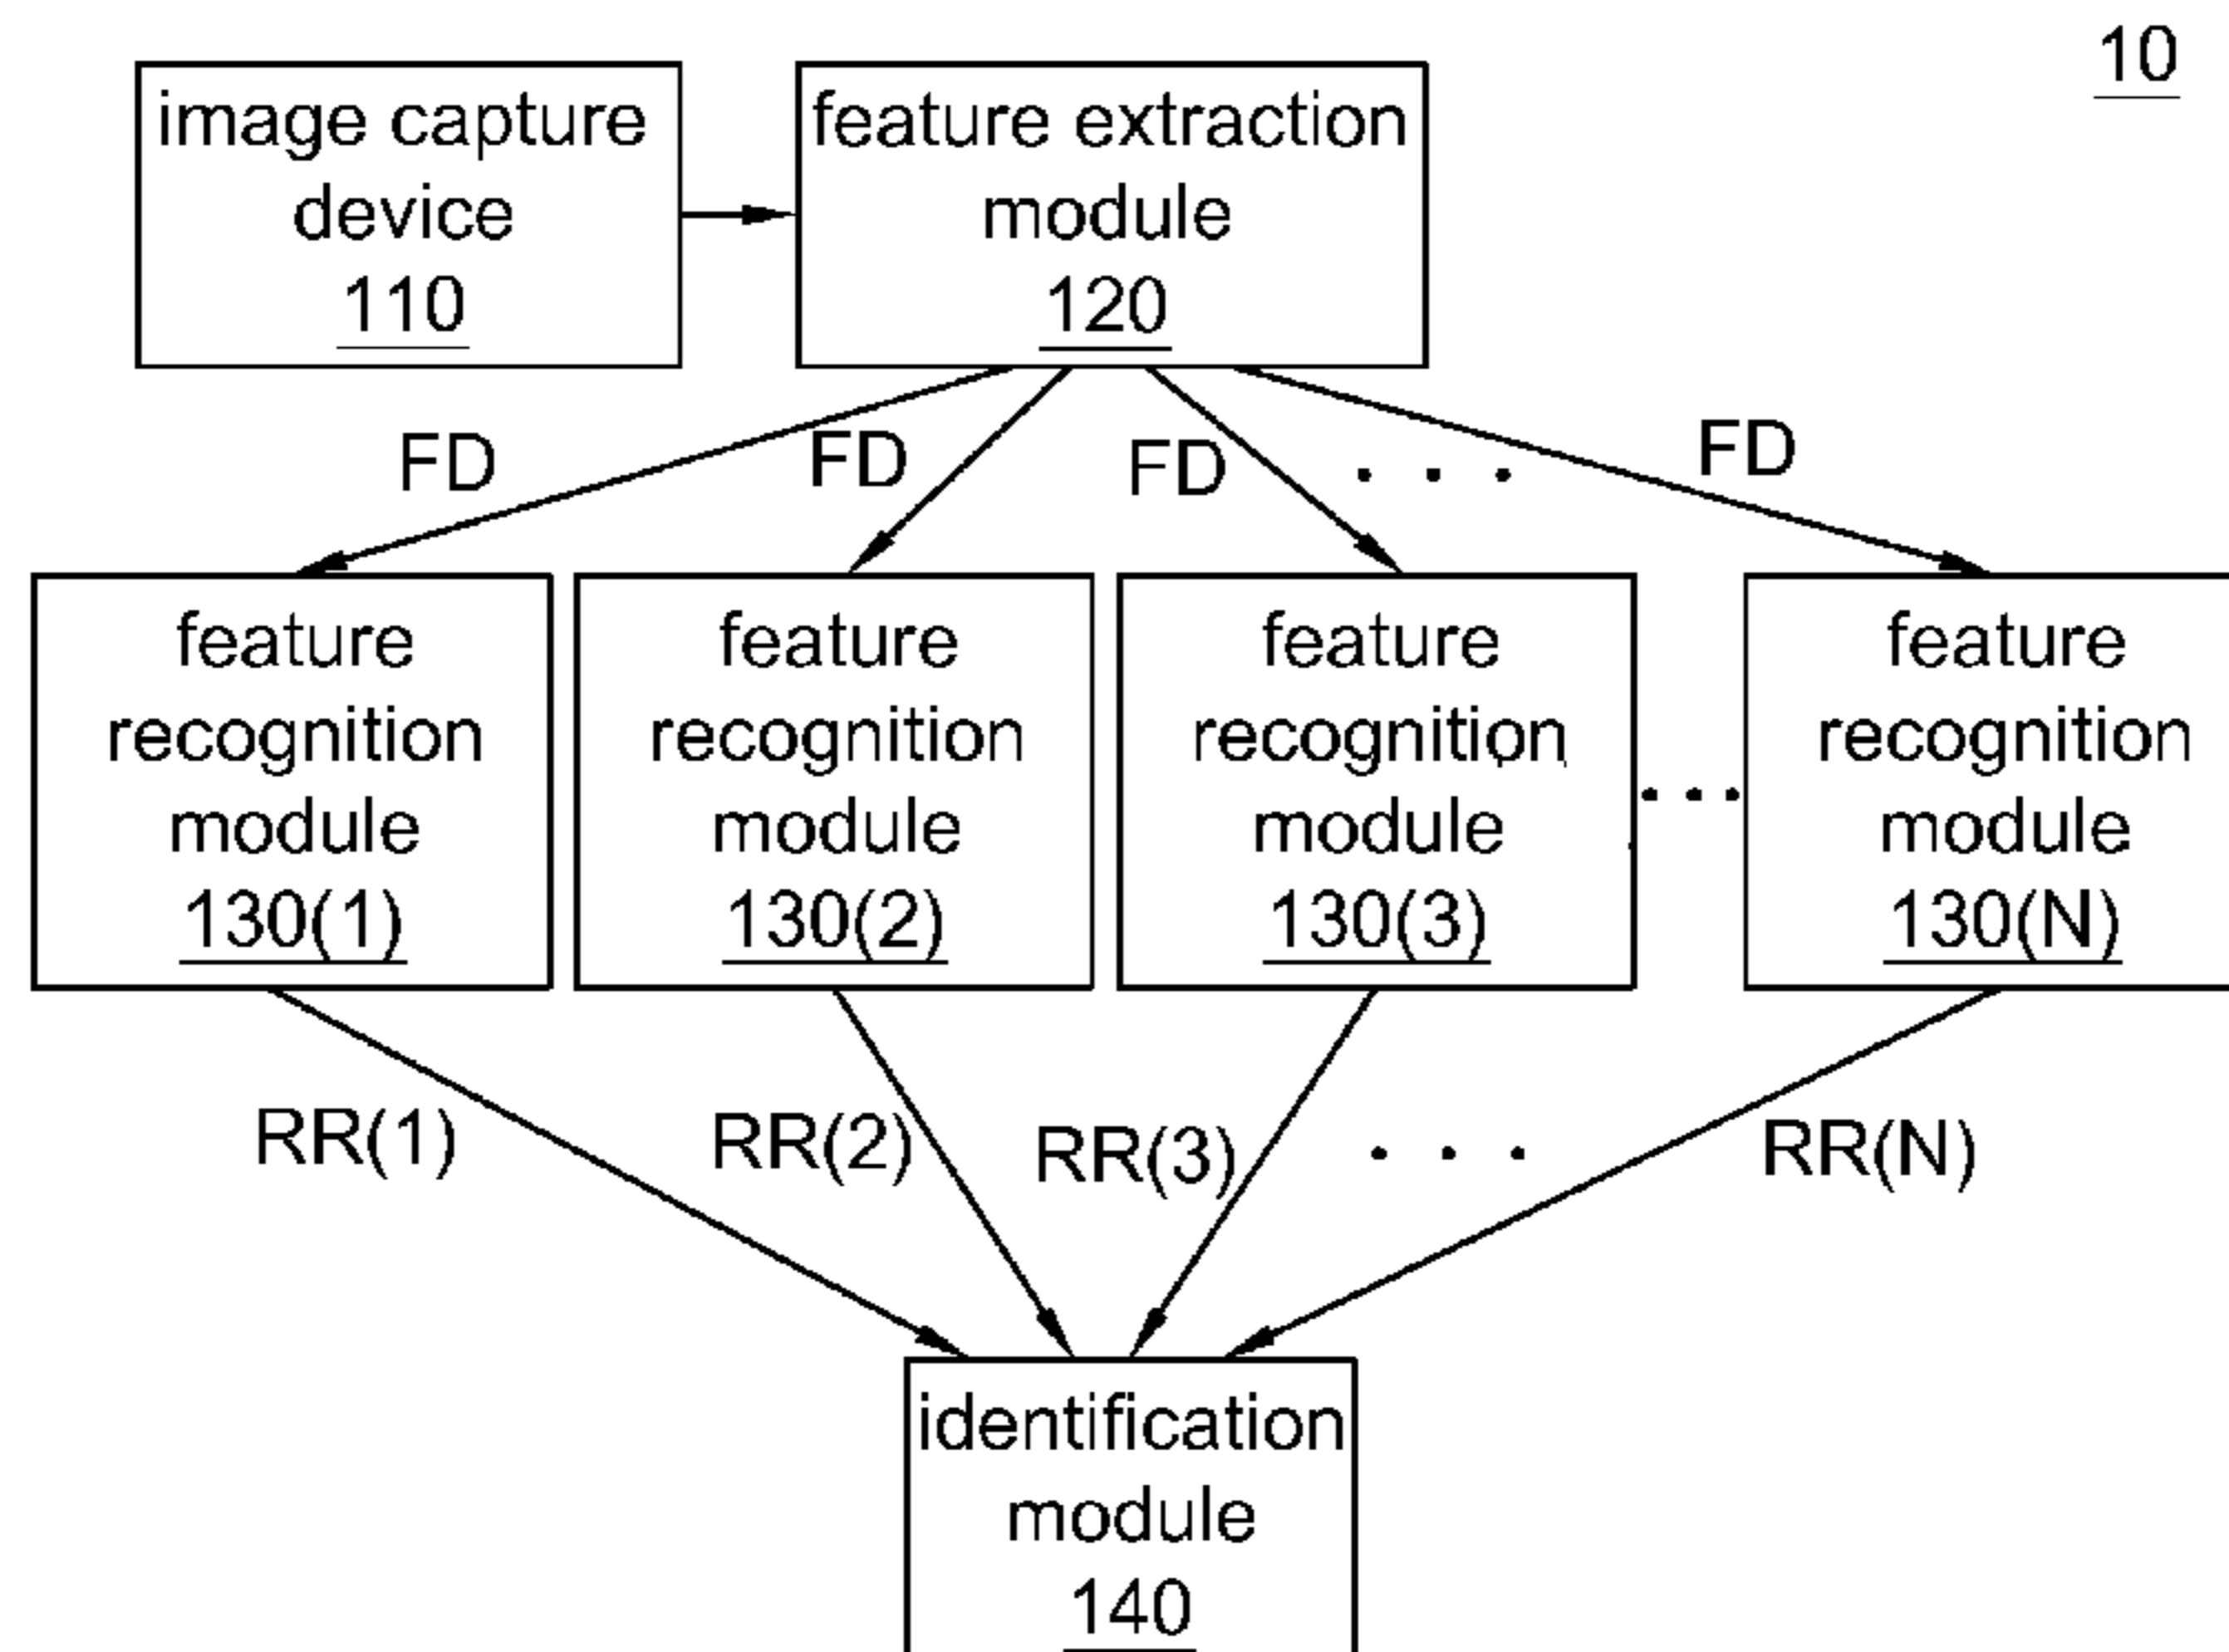 10
image capture
device
110
feature extraction
module
120
FD
FD
FD
. . .
FD
feature
recognition
module
130(1)
feature
recognition
module
130(2)
feature
recognition
module
130(3)
...
feature
recognition
module
130(N)
RR(1)
RR(2)
RR(3)
. . .
RR(N)
identification
module
140